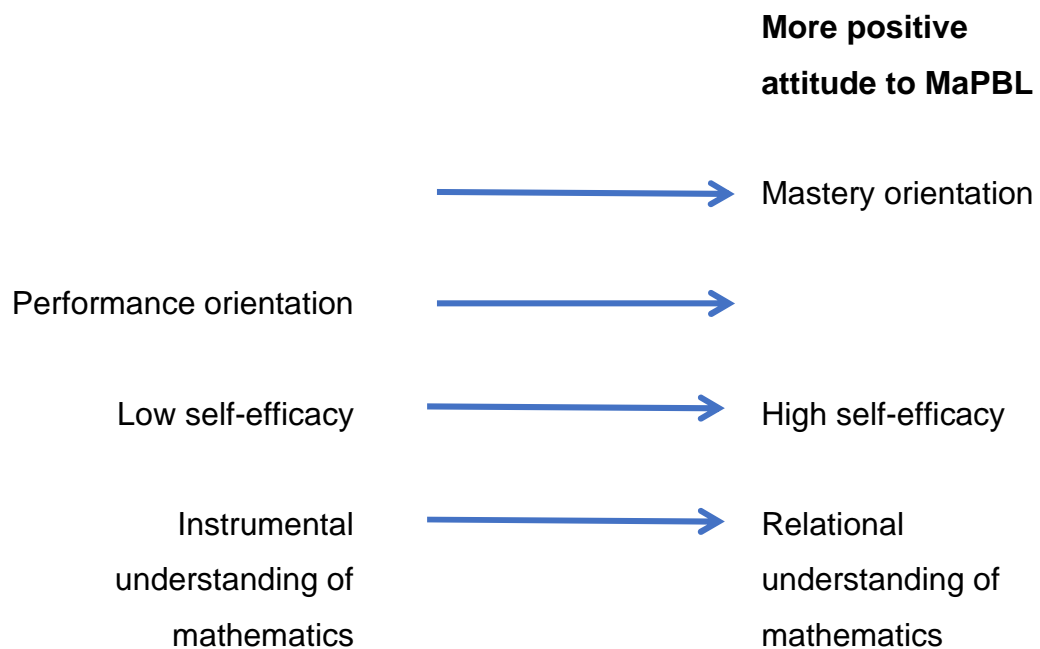 More positive
attitude to MaPBL
Mastery orientation
Performance orientation
Low self-efficacy
High self-efficacy
Instrumental
understanding of
mathematics
Relational
understanding of
mathematics